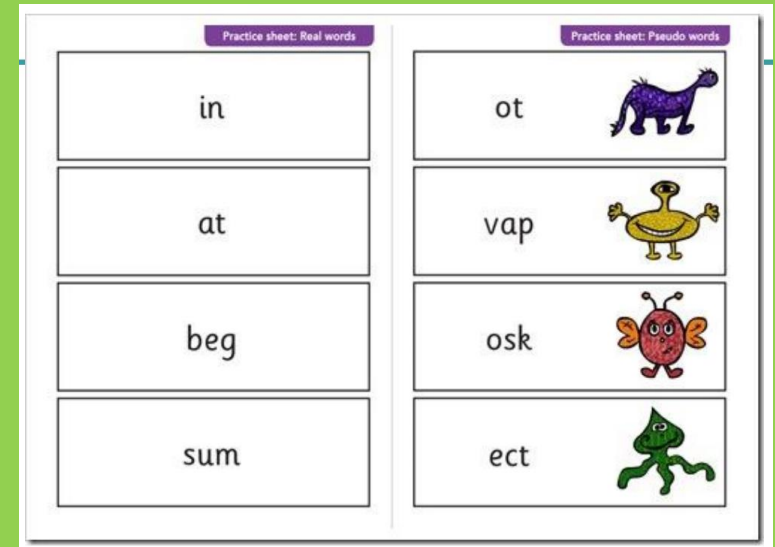 Practice sheet: Real words
in
at
beg
sum
Practice sheet: Pseudo words
ot
vap
osk
ect